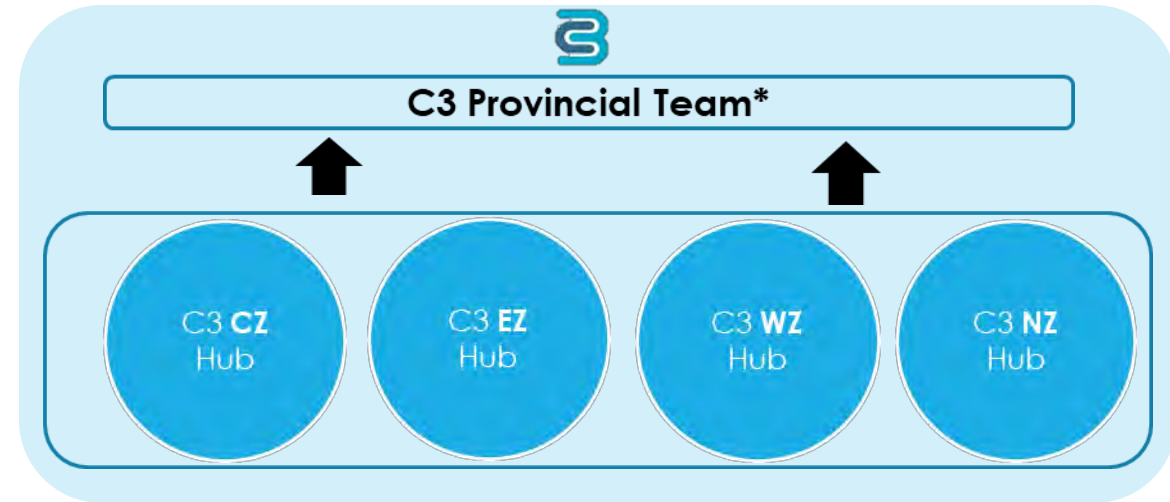 C3 Provincial Team*
C3 CZ
Hub
C3 EZ
Hub
C3 WZ
Hub
C3 NZ
Hub